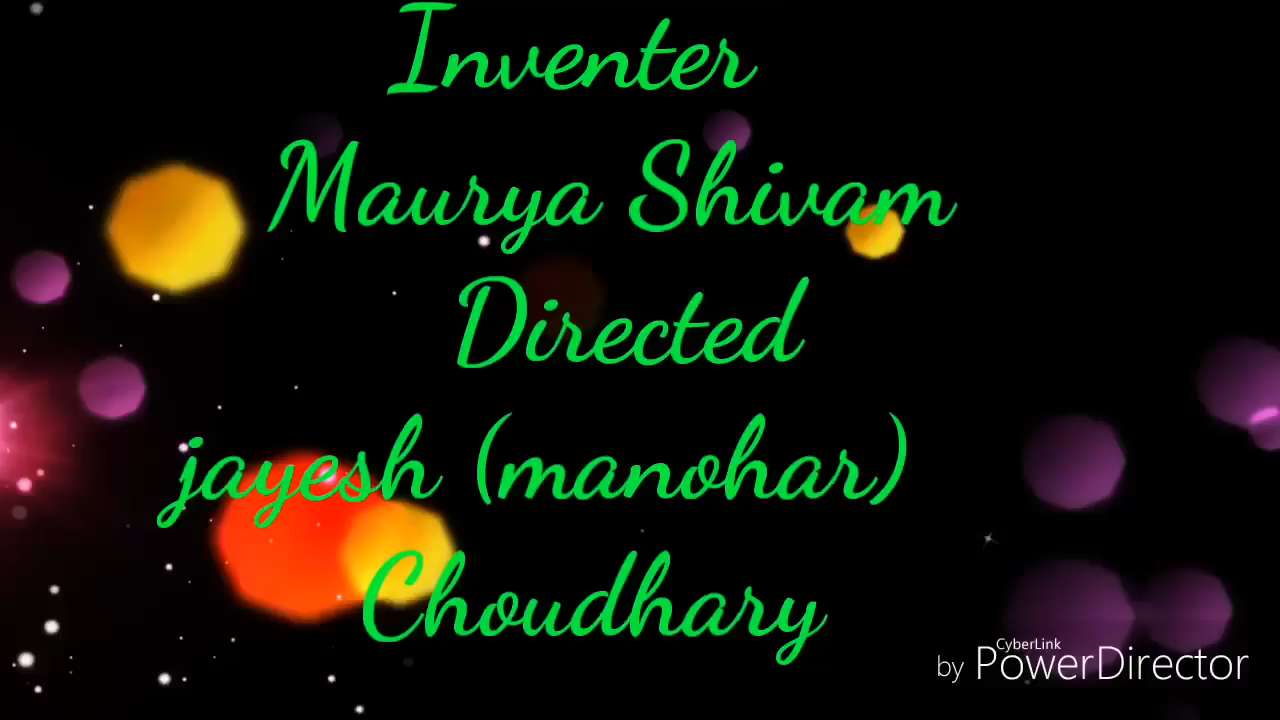 Inventer
Maurya Shivam
Directed
jayesh (manohar)
Choudhary
CyberLink
by PowerDirector